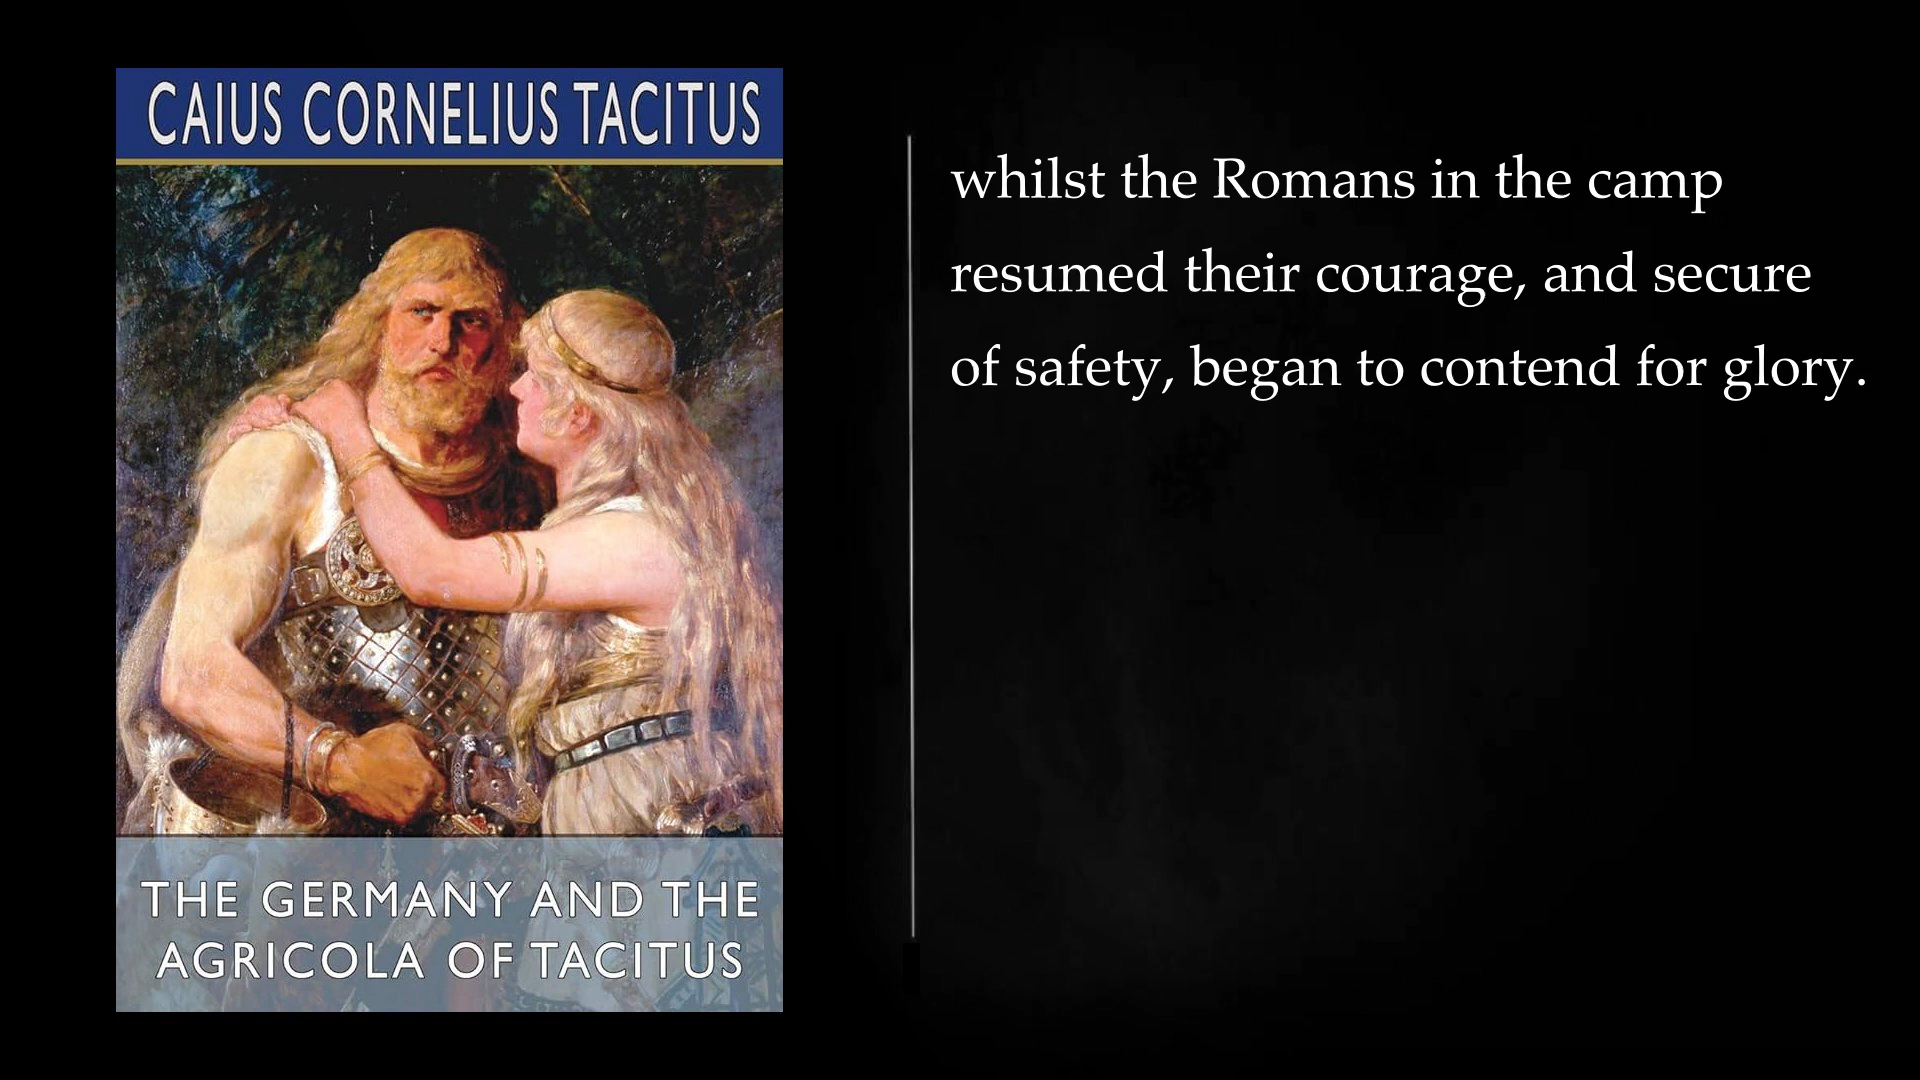 CAIUS CORNELIUS TACITUS
THE GERMANY AND THE
AGRICOLA OF TACITUS
whilst the Romans in the camp
resumed their courage, and secure
of safety, began to contend for glory.